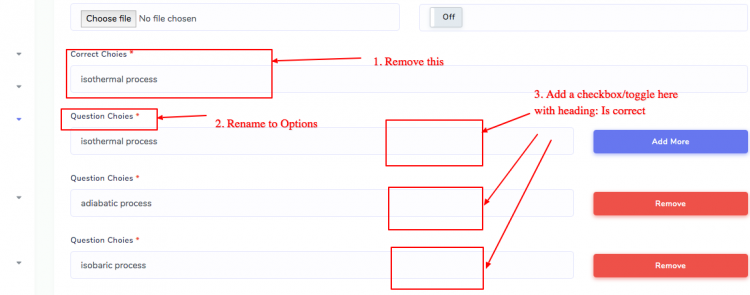 Choose file No file chosen
Off
Correct Choies *
1. Remove this
isothermal process
3. Add a checkbox/toggle here
with heading: Is correct
Question Choies *
2. Rename to Options
isothermal process
Add More
Question Choies *
adiabatic process
Remove
Question Choies *
isobaric process
Remove